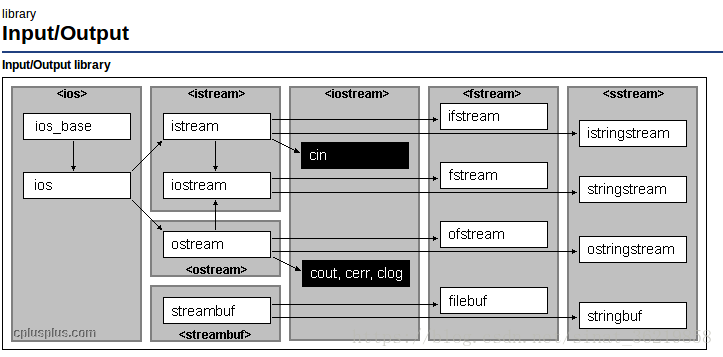 library
Input/Output
Input/Output library
<ios>
<istream>
<iostream>
<fstream>
<sstream>
ios_base
istream
ifstream
istringstream
cin
ios
iostream
fstream
stringstream
ostream
ofstream
ostringstream
<ostream>
cout, cerr, clog
streambuf
filebuf
stringbuf
<streambuf>
cplusplus.com